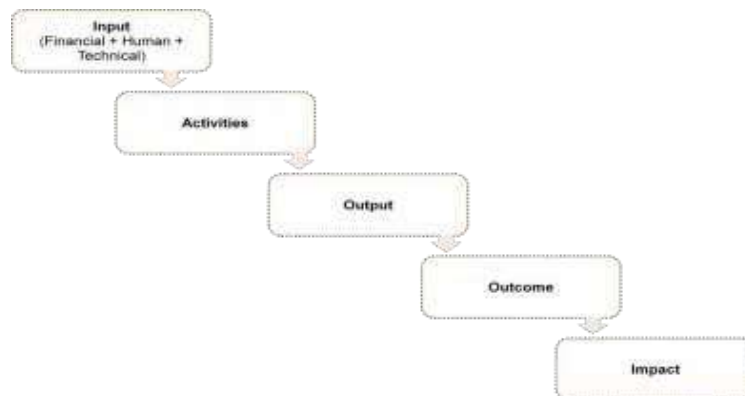 Input
(Financial + Human +
Technical)
Activities
Output
Outcome
Impact